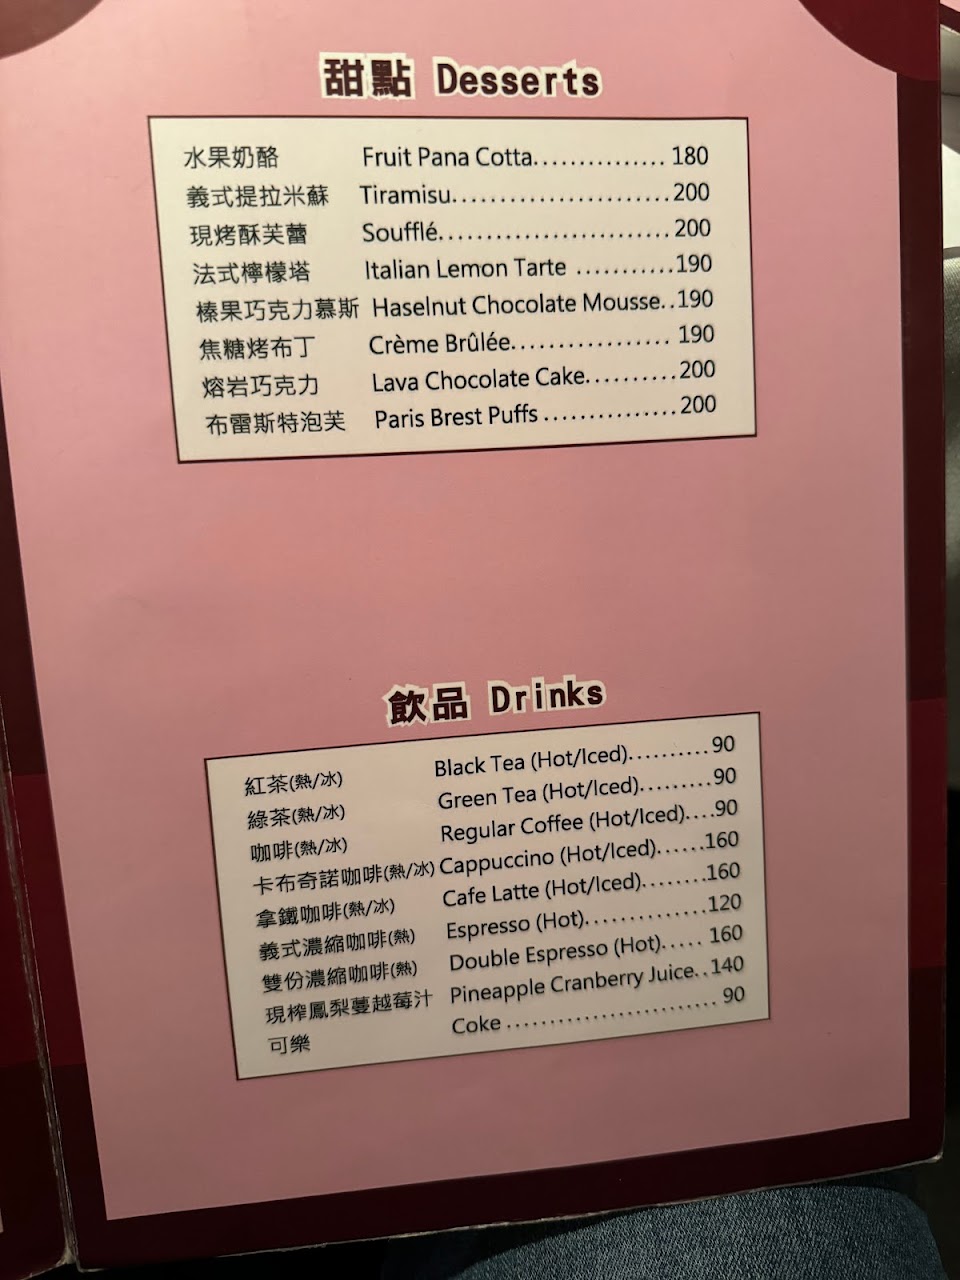 甜點 Desserts
水果奶酪 Fruit Pana Cotta............... 180
義式提拉米蘇 Tiramisu.........................200
現烤酥芙蕾 Soufflé........................... 200
法式檸檬塔 Italian Lemon Tarte ...........190
榛果巧克力慕斯 Haselnut Chocolate Mousse..190
焦糖烤布丁 Crème Brûlée.................. 190
熔岩巧克力 Lava Chocolate Cake..........200
布雷斯特泡芙 Paris Brest Puffs ...............200
飲品 Drinks
紅茶(熱/冰) Black Tea (Hot/Iced)..........90
綠茶(熱/冰) Green Tea (Hot/Iced).........90
咖啡(熱/冰) Regular Coffee (Hot/Iced)....90
卡布奇諾咖啡(熱/冰) Cappuccino (Hot/Iced)......160
拿鐵咖啡(熱/冰) Cafe Latte (Hot/Iced)........160
義式濃縮咖啡(熱) Espresso (Hot)..............120
雙份濃縮咖啡(熱) Double Espresso (Hot)..... 160
現榨鳳梨蔓越莓汁 Pineapple Cranberry Juice..140
可樂 Coke ........................ 90